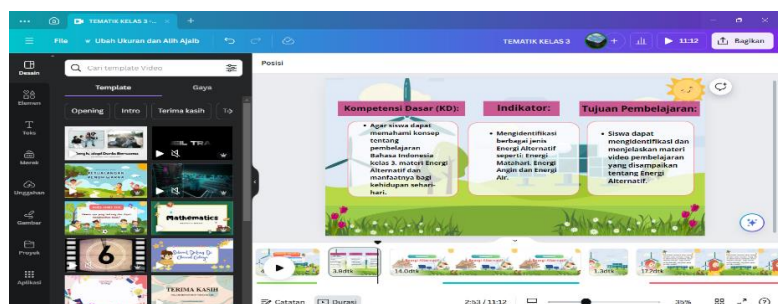 TEMATIK KELAS 3 -...
File
Ubah Ukuran dan Alih Ajaib
TEMATIK KELAS 3
11:12
Bagikan
Desain
Elemen
Teks
Merek
Unggahan
Gambar
Proyek
Aplikasi
Cari template Video
Template
Gaya
Opening
Intro
Terima kasih
Mathematics
6
TERIMA KASIH
Posisi
Kompetensi Dasar (KD):
Agar siswa dapat
memahami konsep
tentang
pembelajaran
Bahasa Indonesia
kelas 3. materi Energi
Alternatif dan
manfaatnya bagi
kehidupan sehari-
hari.
Indikator:
Mengidentifikasi
berbagai jenis
Energi Alternatif
seperti: Energi
Matahari, Energi
Angin dan Energi
Air.
Tujuan Pembelajaran:
Siswa dapat
mengidentifikasi dan
menjelaskan materi
video pembelajaran
yang disampaikan
tentang Energi
Alternatif.
3.9dtk
14.0dtk
1.3dtk
17.7dtk
Catatan
Durasi
2:53 / 11:12
35%